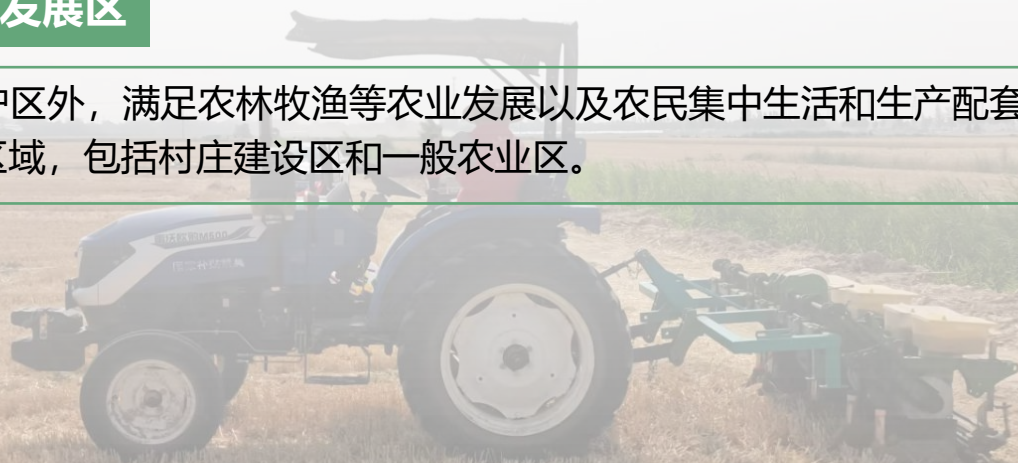 发展区
区外，满足农林牧渔等农业发展以及农民集中生活和生产配套
区域，包括村庄建设区和一般农业区。